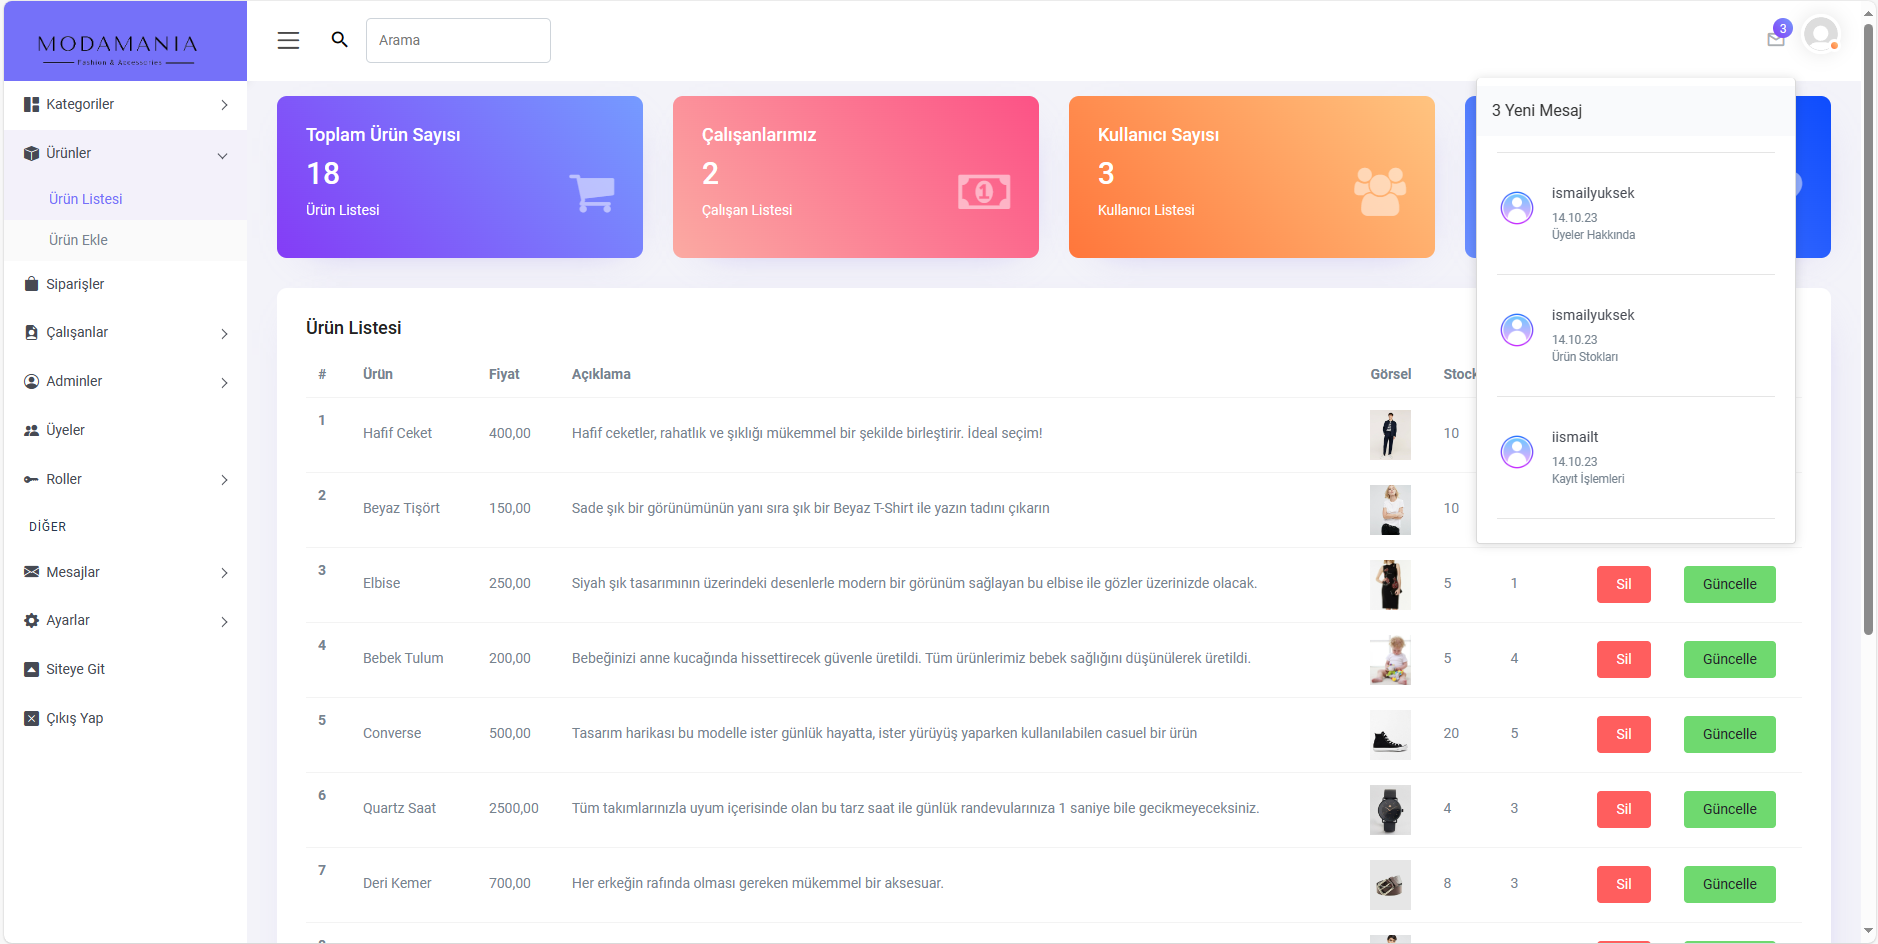 MODAMANIA
Fashion & Accessories
Arama
3
Kategoriler
Ürünler
Ürün Listesi
Ürün Ekle
Siparişler
Çalışanlar
Adminler
Üyeler
Roller
DİĞER
Mesajlar
Ayarlar
Siteye Git
Çıkış Yap
Toplam Ürün Sayısı
18
Ürün Listesi
Çalışanlarımız
2
Çalışan Listesi
1
Kullanıcı Sayısı
3
Kullanıcı Listesi
3 Yeni Mesaj
ismailyuksek
14.10.23
Üyeler Hakkında
ismailyuksek
14.10.23
Ürün Stokları
iismailt
14.10.23
Kayıt İşlemleri
Ürün Listesi
# Ürün Fiyat Açıklama Görsel Stock
1 Hafif Ceket 400,00 Hafif ceketler, rahatlık ve şıklığı mükemmel bir şekilde birleştirir. İdeal seçim! 10
2 Beyaz Tişört 150,00 Sade şık bir görünümünün yanı sıra şık bir Beyaz T-Shirt ile yazın tadını çıkarın 10
3 Elbise 250,00 Siyah şık tasarımının üzerindeki desenlerle modern bir görünüm sağlayan bu elbise ile gözler üzerinizde olacak. 5 1 Sil Güncelle
4 Bebek Tulum 200,00 Bebeğinizi anne kucağında hissettirecek güvenle üretildi. Tüm ürünlerimiz bebek sağlığını düşünülerek üretildi. 5 4 Sil Güncelle
5 Converse 500,00 Tasarım harikası bu modelle ister günlük hayatta, ister yürüyüş yaparken kullanılabilen casuel bir ürün 20 5 Sil Güncelle
6 Quartz Saat 2500,00 Tüm takımlarınızla uyum içerisinde olan bu tarz saat ile günlük randevularınıza 1 saniye bile gecikmeyeceksiniz. 4 3 Sil Güncelle
7 Deri Kemer 700,00 Her erkeğin rafında olması gereken mükemmel bir aksesuar. 8 3 Sil Güncelle